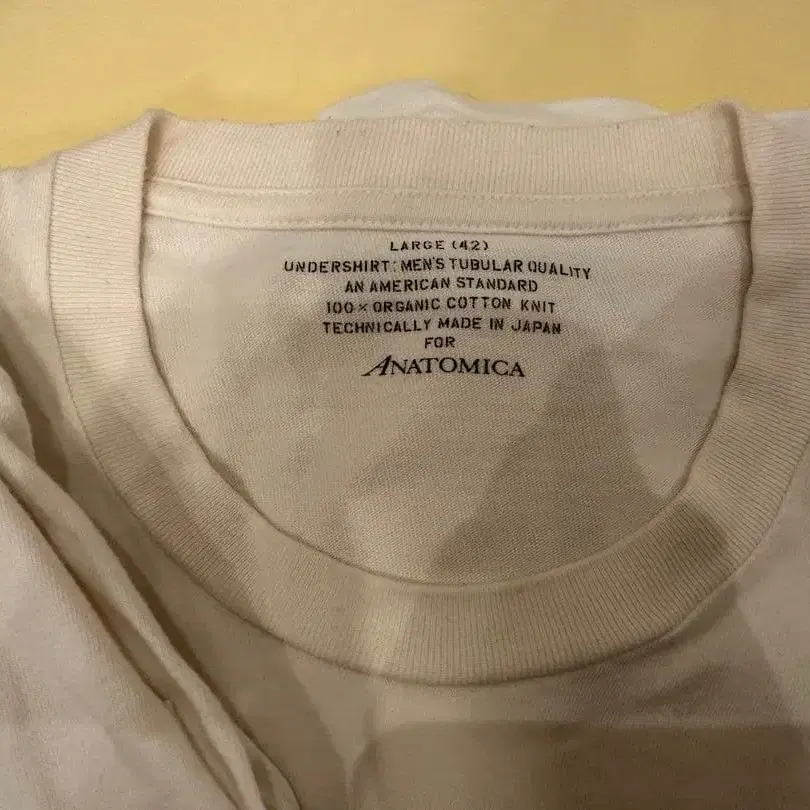 LARGE (42)
UNDERSHIRT: MEN'S TUBULAR QUALITY
AN AMERICAN STANDARD
100% ORGANIC COTTON KNIT
TECHNICALLY MADE IN JAPAN
FOR
ANATOMICA